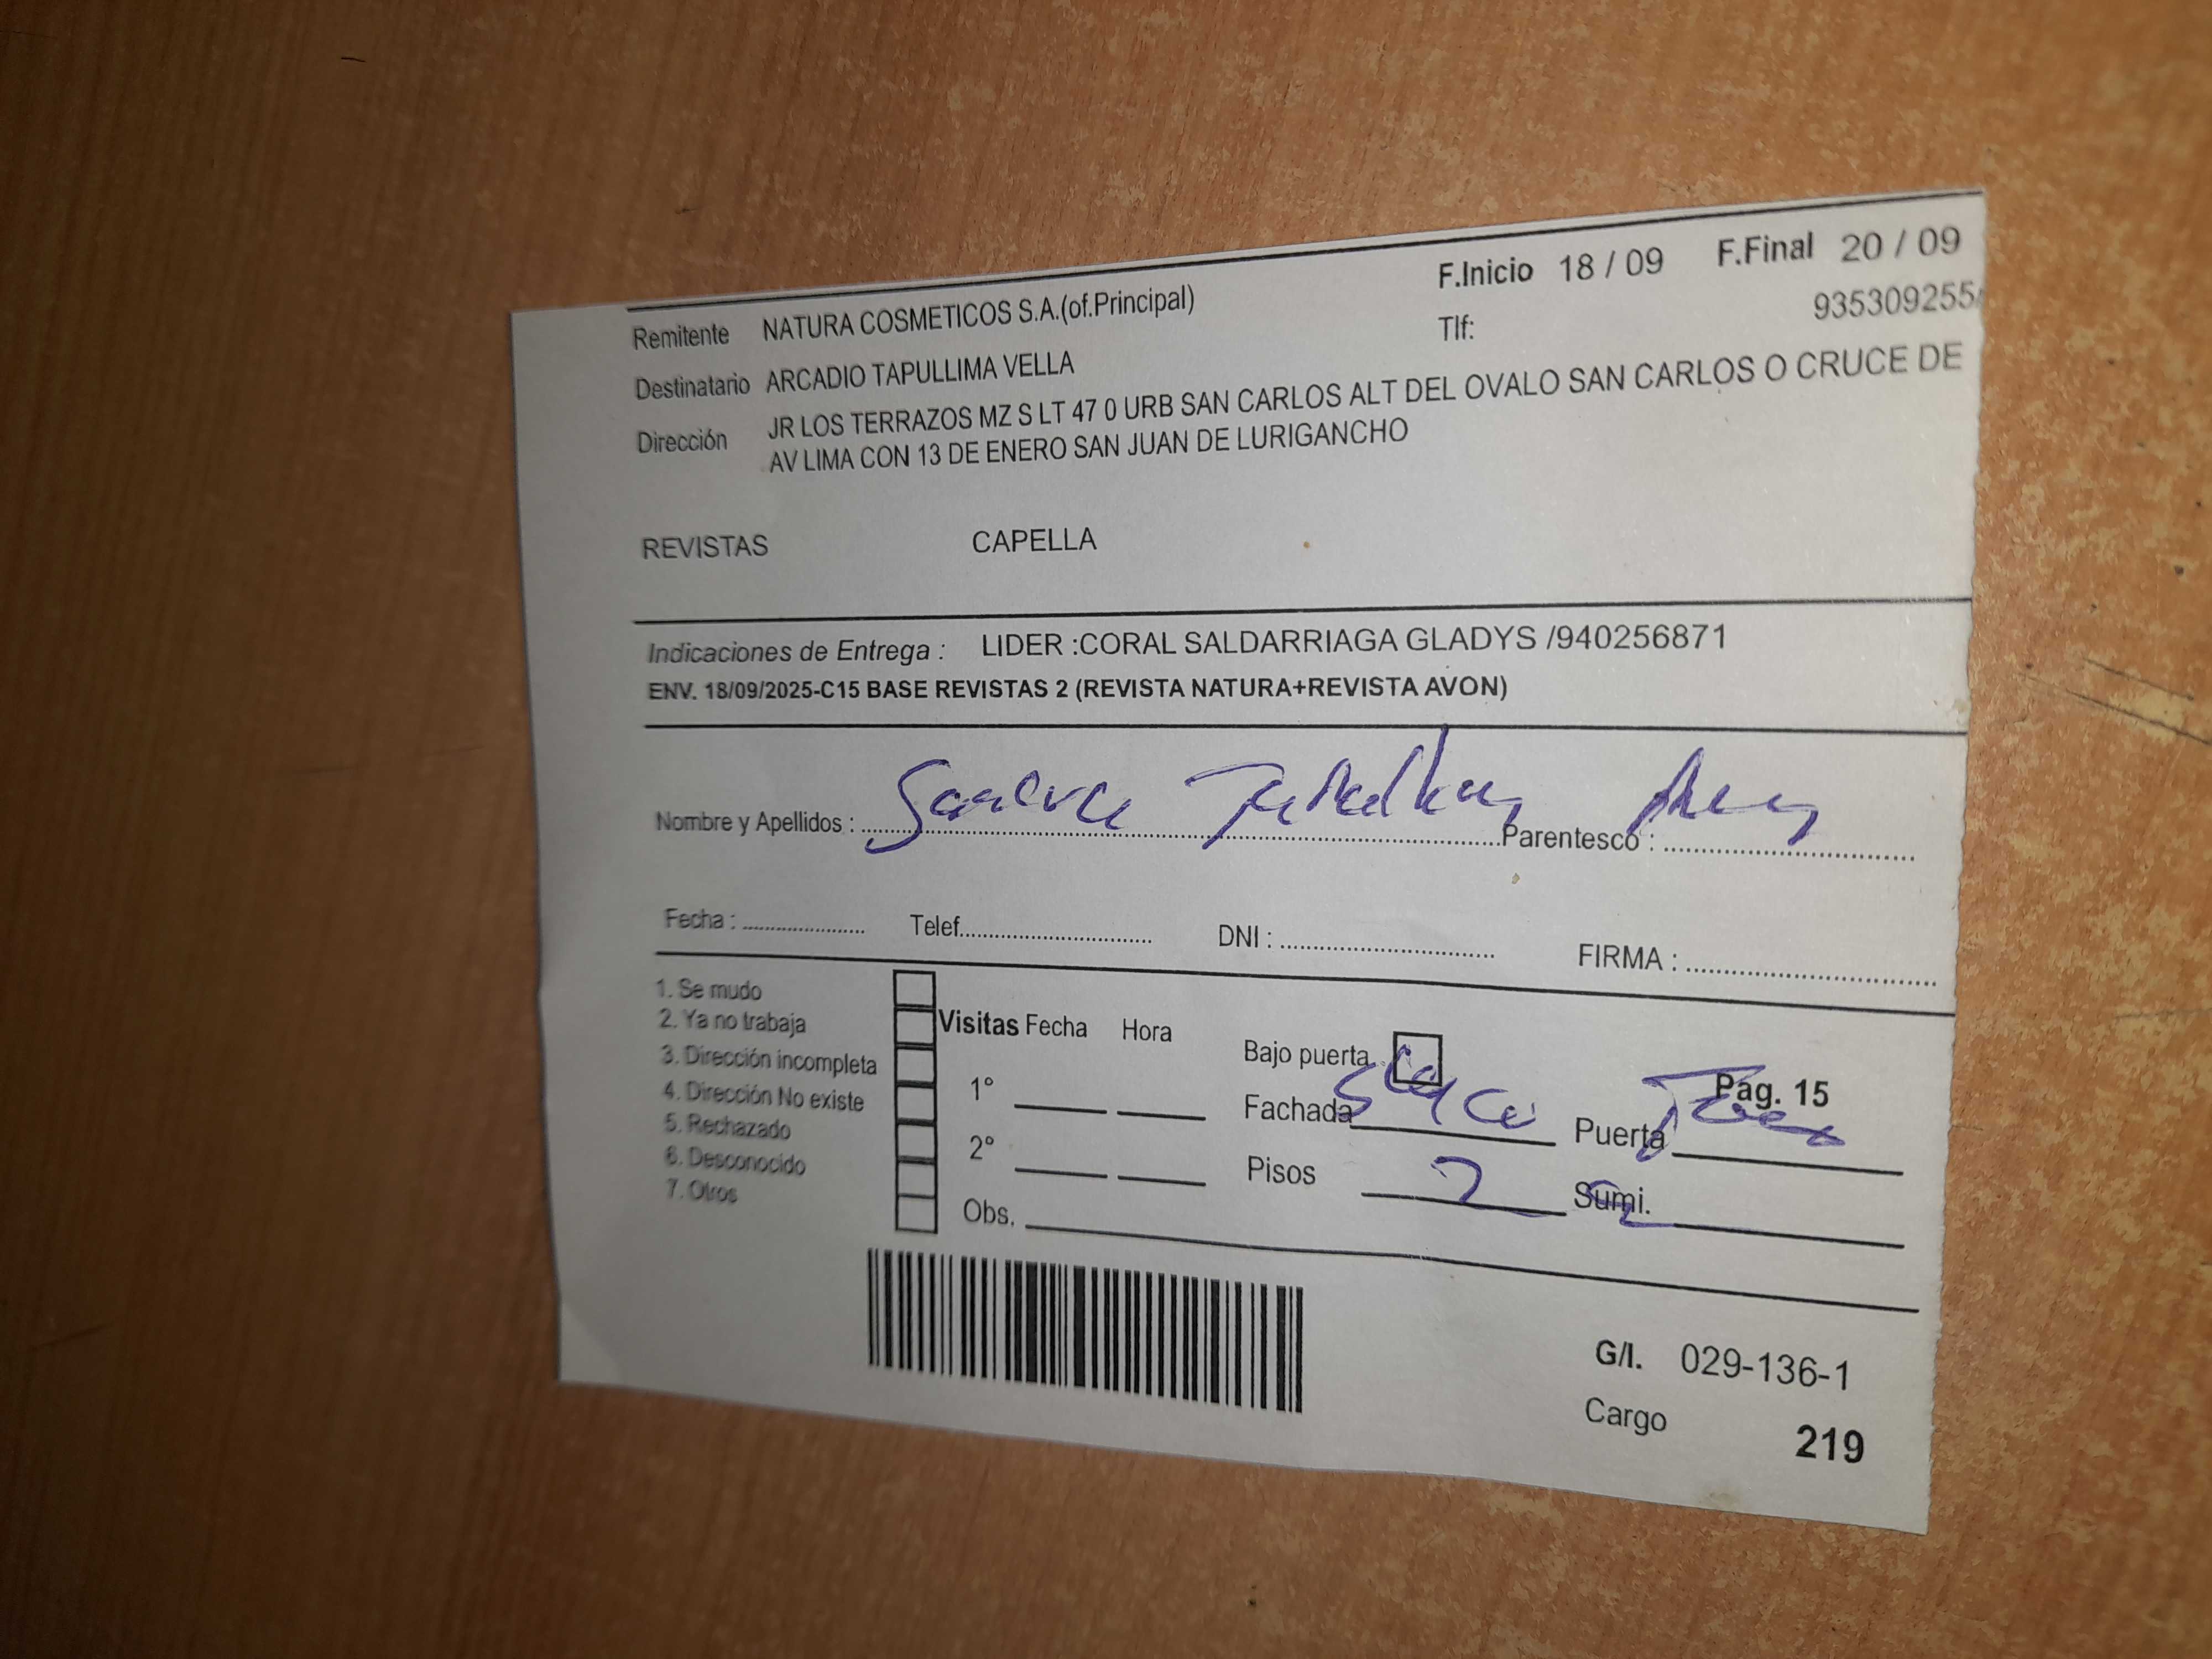 F.Inicio 18 / 09 F.Final 20 / 09
Remitente NATURA COSMETICOS S.A.(of.Principal) Tlf: 935309255
Destinatario ARCADIO TAPULLIMA VELLA
Dirección JR LOS TERRAZOS MZ S LT 47 0 URB SAN CARLOS ALT DEL OVALO SAN CARLOS O CRUCE DE
AV LIMA CON 13 DE ENERO SAN JUAN DE LURIGANCHO
REVISTAS CAPELLA
Indicaciones de Entrega : LIDER :CORAL SALDARRIAGA GLADYS /940256871
ENV. 18/09/2025-C15 BASE REVISTAS 2 (REVISTA NATURA+REVISTA AVON)
Nombre y Apellidos : Parentesco :
Fecha : Telef. DNI : FIRMA :
1. Se mudo
2. Ya no trabaja
3. Dirección incompleta
4. Dirección No existe
5. Rechazado
6. Desconocido
7. Otros
Visitas Fecha Hora
1°
2°
Obs.
Bajo puerta
Pag. 15
Fachada Puerta
Pisos 2 Sumi.
G/I. 029-136-1
Cargo 219